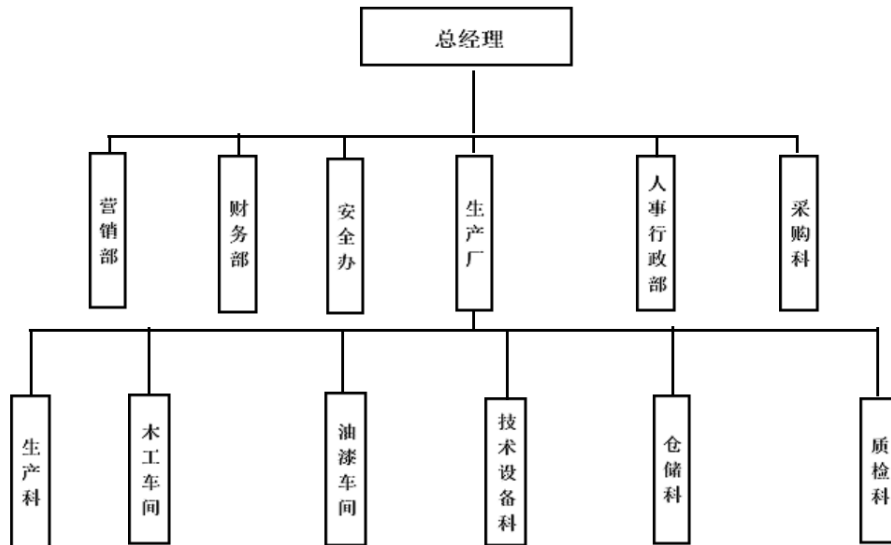 总经理
营销部
财务部
安全办
生产厂
人事行政部
采购科
生产科
木工车间
油漆车间
技术设备科
仓储科
质检科